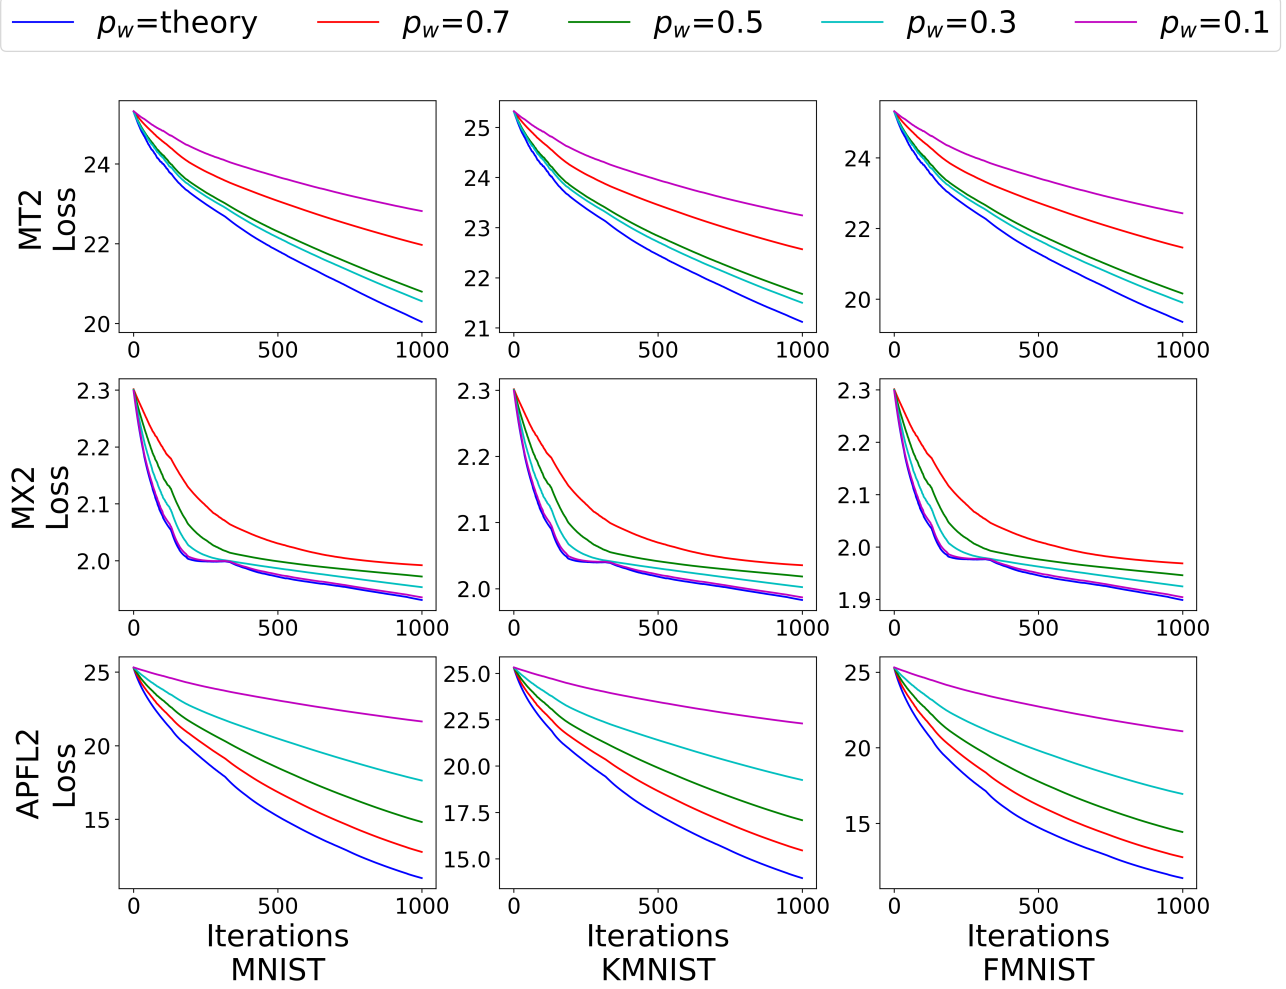 p_w=theory p_w=0.7 p_w=0.5 p_w=0.3 p_w=0.1
MT2
Loss
24
22
20
0 500 1000
25
24
23
22
21
0 500 1000
24
22
20
0 500 1000
MX2
Loss
2.3
2.2
2.1
2.0
0 500 1000
2.3
2.2
2.1
2.0
0 500 1000
2.3
2.2
2.1
2.0
1.9
0 500 1000
APFL2
Loss
25
20
15
0 500 1000
Iterations
MNIST
25.0
22.5
20.0
17.5
15.0
0 500 1000
Iterations
KMNIST
25
20
15
0 500 1000
Iterations
FMNIST